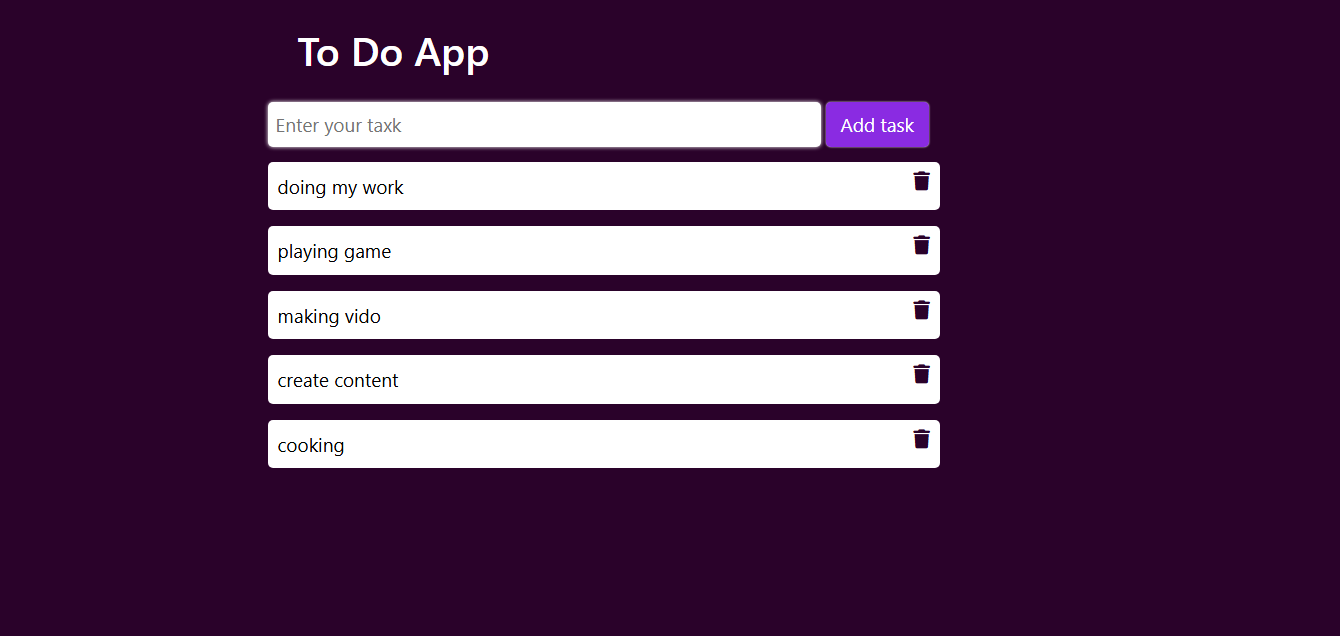 To Do App
Enter your taxk
Add task
doing my work
playing game
making vido
create content
cooking